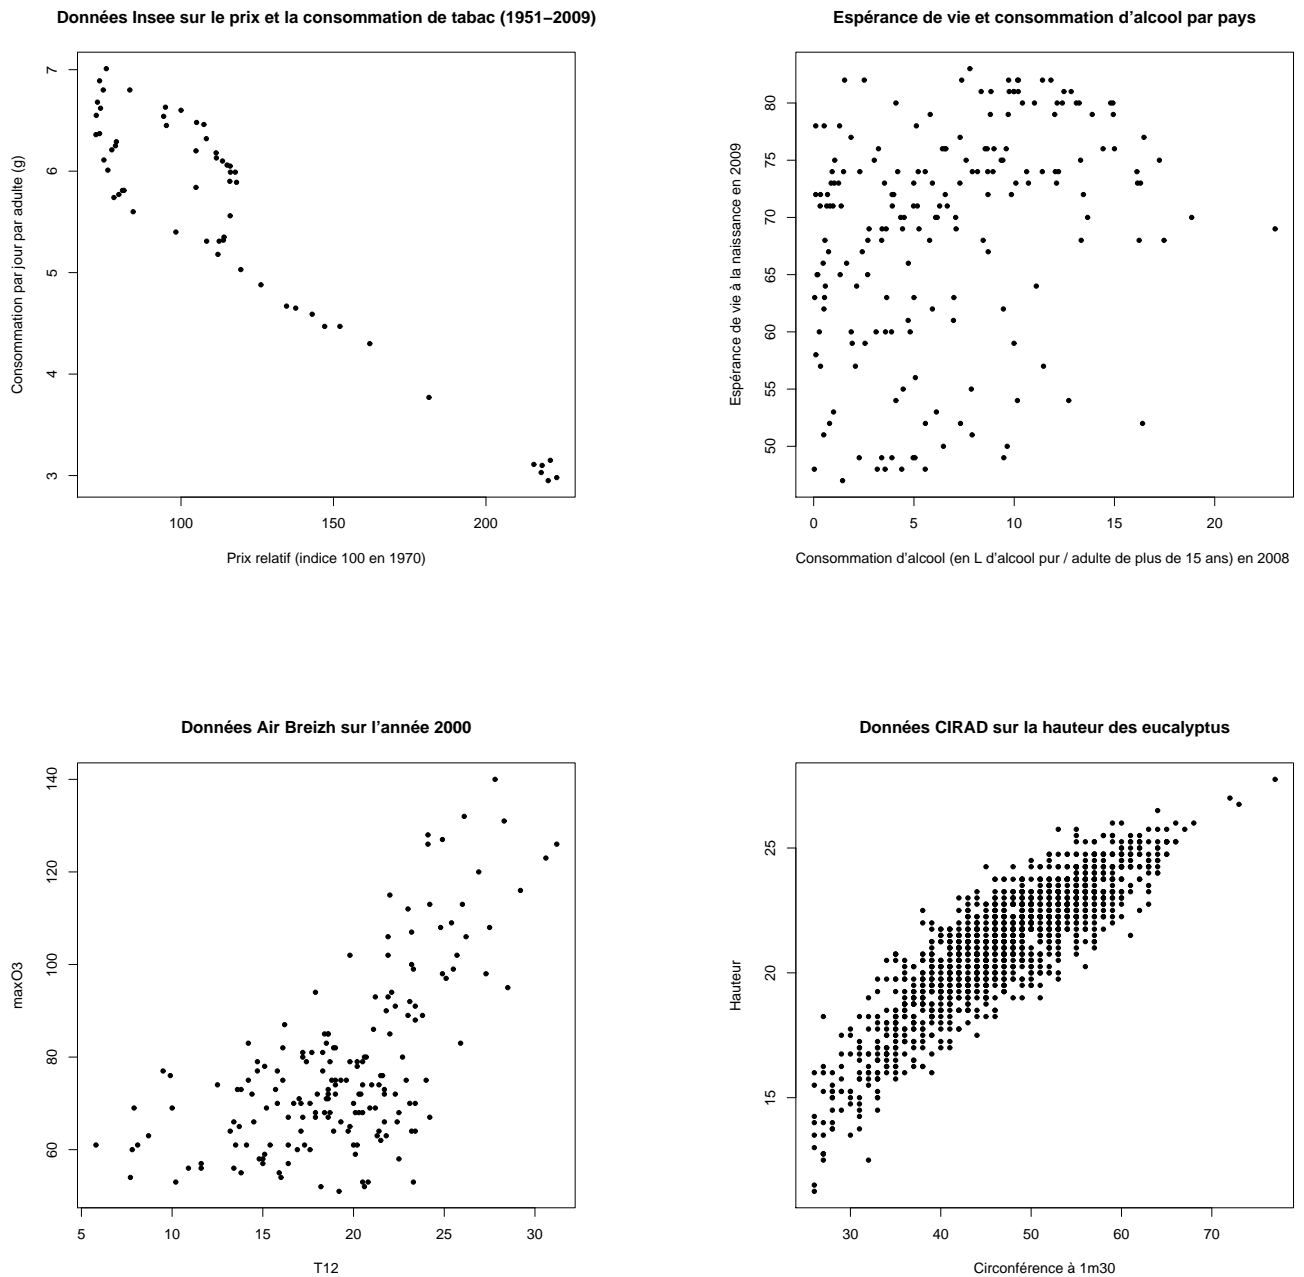 Données Insee sur le prix et la consommation de tabac (1951−2009)
Consommation par jour par adulte (g)
7
6
5
4
3
100 150 200
Prix relatif (indice 100 en 1970)
Espérance de vie et consommation d'alcool par pays
Espérance de vie à la naissance en 2009
80
75
70
65
60
55
50
0 5 10 15 20
Consommation d'alcool (en L d'alcool pur / adulte de plus de 15 ans) en 2008
Données Air Breizh sur l'année 2000
maxO3
140
120
100
80
60
5 10 15 20 25 30
T12
Données CIRAD sur la hauteur des eucalyptus
Hauteur
25
20
15
30 40 50 60 70
Circonférence à 1m30